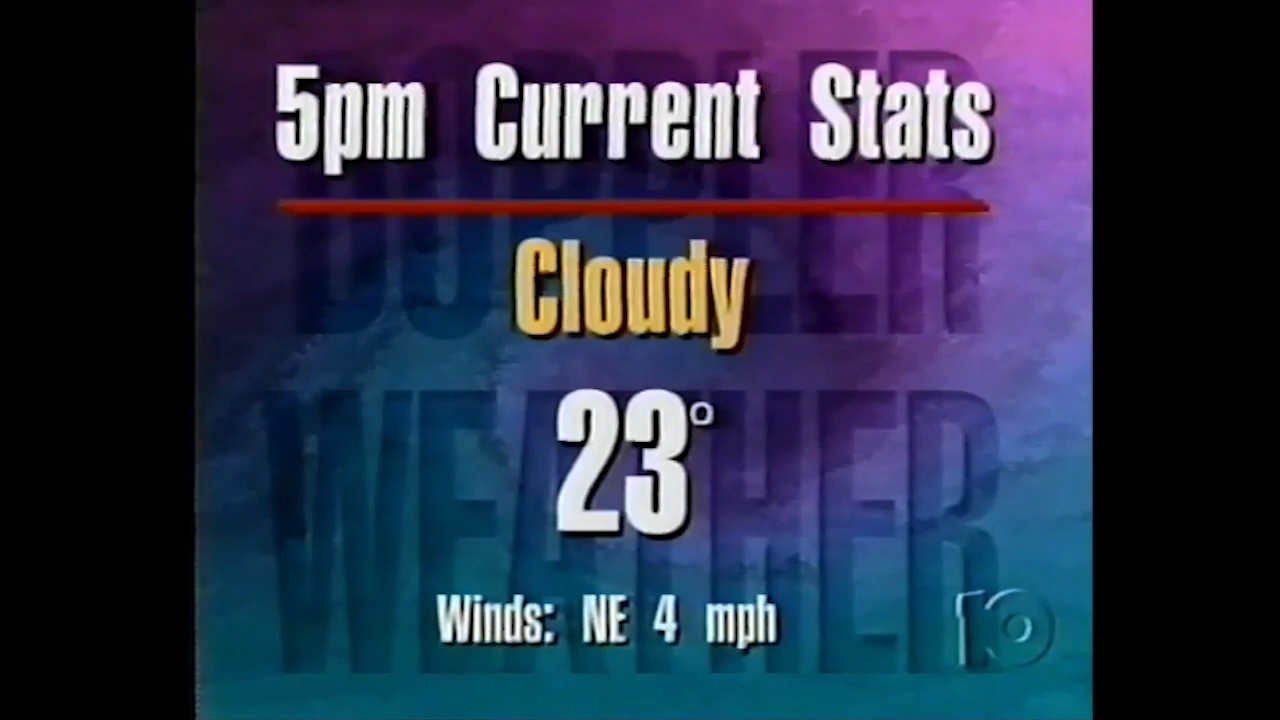 5pm Current Stats
Cloudy
23°
Winds: NE 4 mph
DOPPLER
WEATHER
10